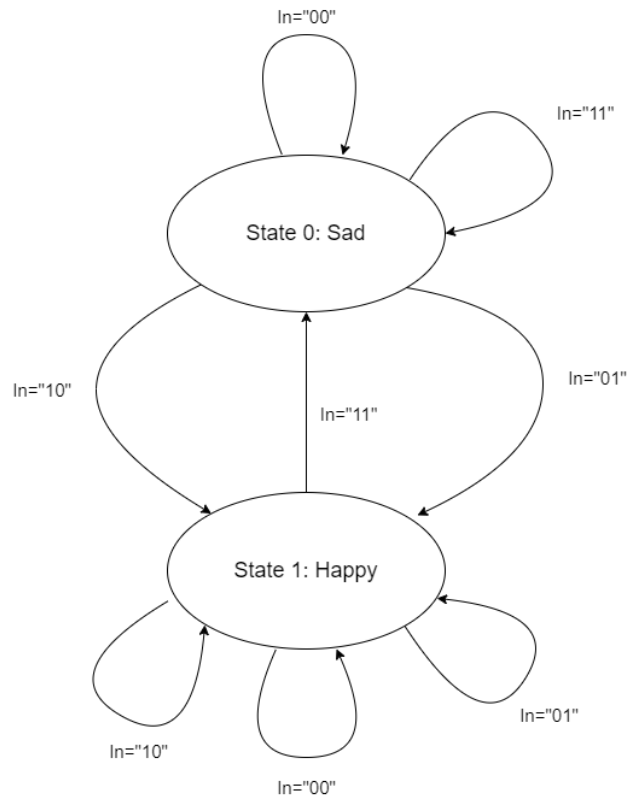 In="00"
In="11"
State 0: Sad
In="10"
In="01"
In="11"
State 1: Happy
In="01"
In="10"
In="00"